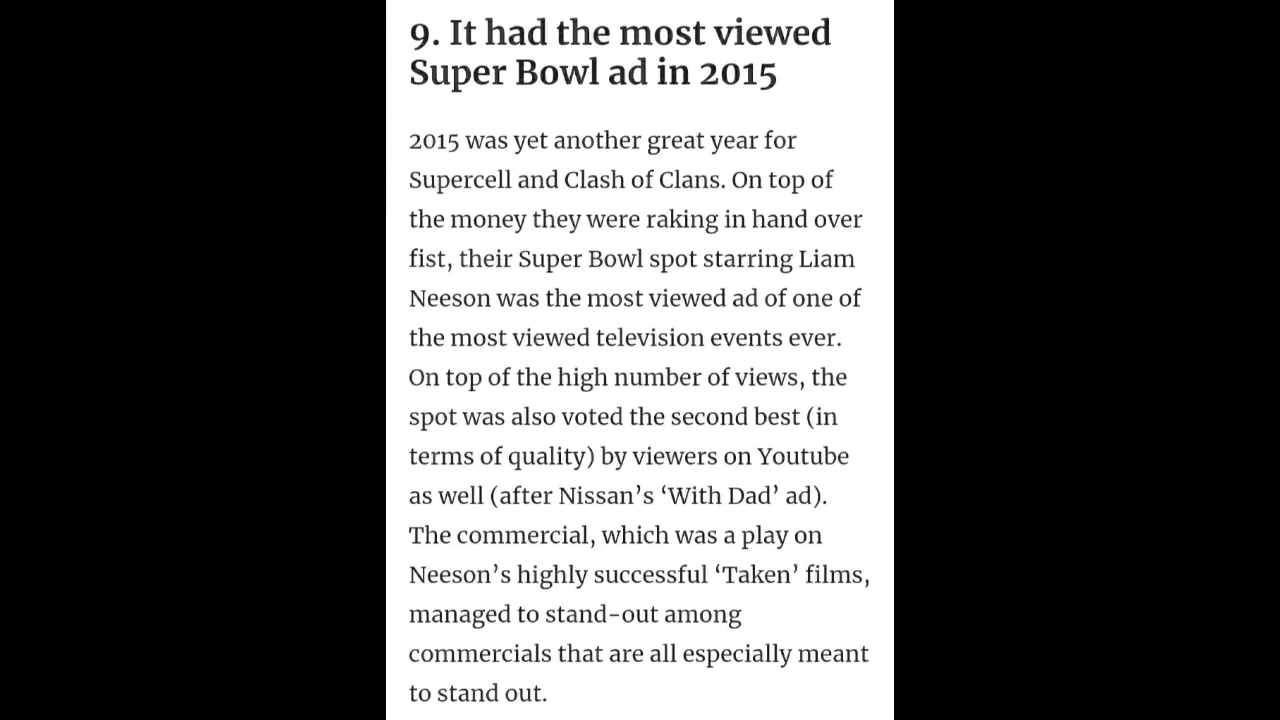 9. It had the most viewed
Super Bowl ad in 2015
2015 was yet another great year for
Supercell and Clash of Clans. On top of
the money they were raking in hand over
fist, their Super Bowl spot starring Liam
Neeson was the most viewed ad of one of
the most viewed television events ever.
On top of the high number of views, the
spot was also voted the second best (in
terms of quality) by viewers on Youtube
as well (after Nissan’s ‘With Dad’ ad).
The commercial, which was a play on
Neeson’s highly successful ‘Taken’ films,
managed to stand-out among
commercials that are all especially meant
to stand out.